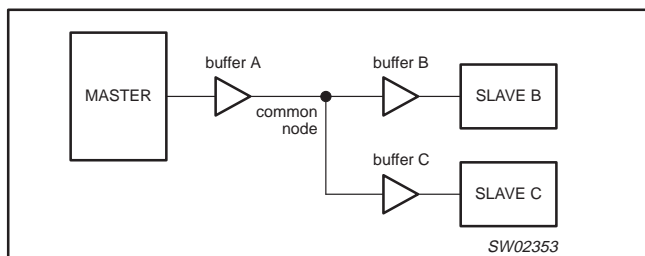 buffer A
buffer B
MASTER
SLAVE B
common
node
buffer C
SLAVE C
SW02353